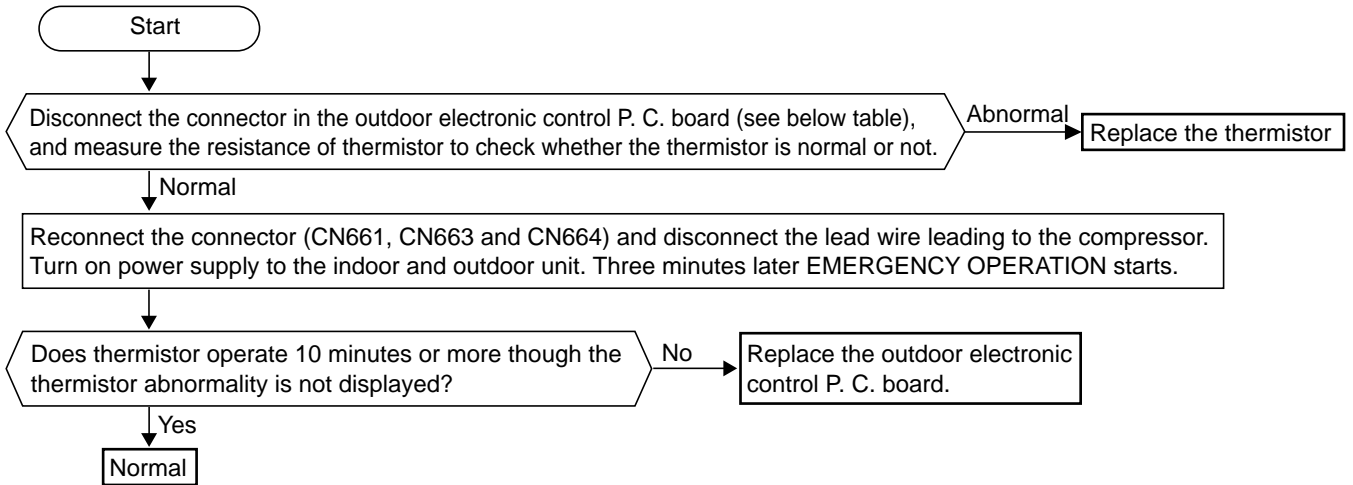 Start
Disconnect the connector in the outdoor electronic control P. C. board (see below table),
and measure the resistance of thermistor to check whether the thermistor is normal or not.
Abnormal
Replace the thermistor
Normal
Reconnect the connector (CN661, CN663 and CN664) and disconnect the lead wire leading to the compressor.
Turn on power supply to the indoor and outdoor unit. Three minutes later EMERGENCY OPERATION starts.
Does thermistor operate 10 minutes or more though the
thermistor abnormality is not displayed?
No
Replace the outdoor electronic
control P. C. board.
Yes
Normal